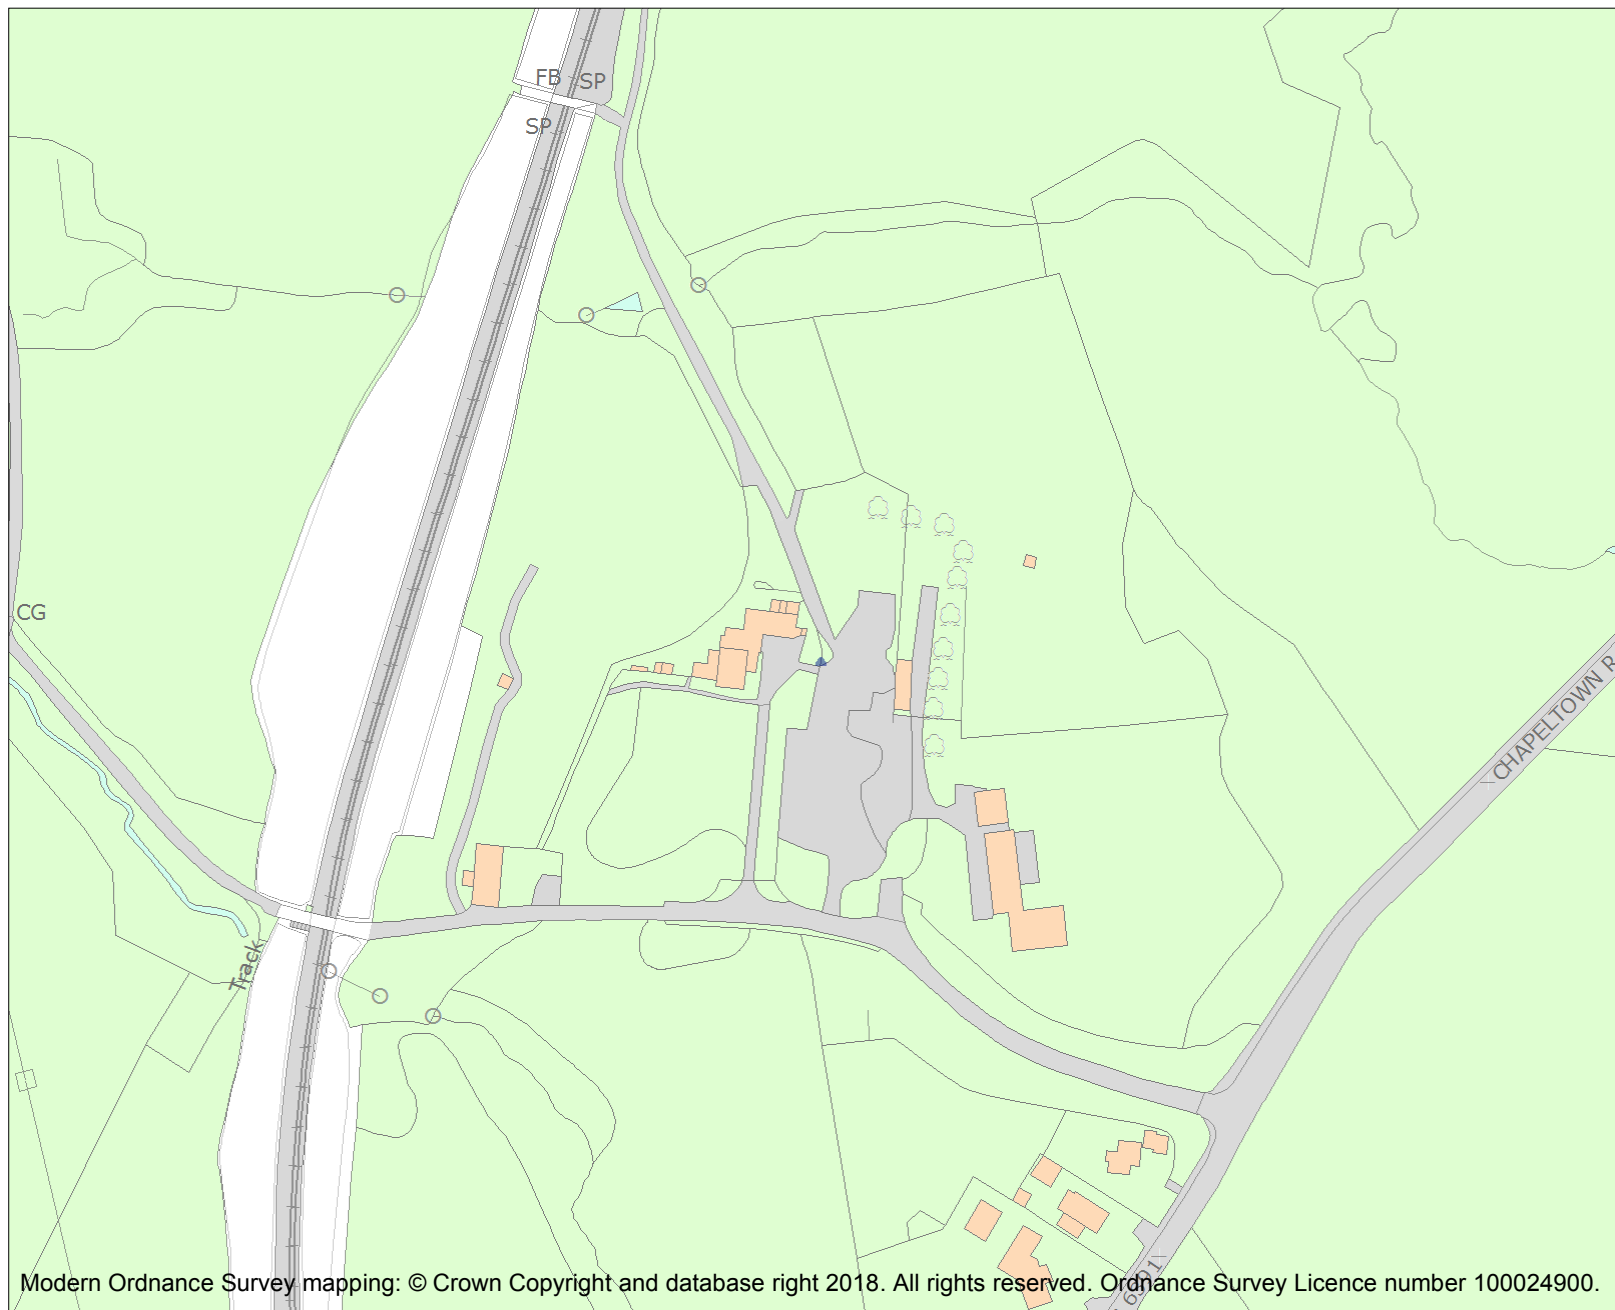 FB
SP
SP
CG
CHAPELTOWN R
Track
6391
Modern Ordnance Survey mapping: © Crown Copyright and database right 2018. All rights reserved. Ordnance Survey Licence number 100024900.